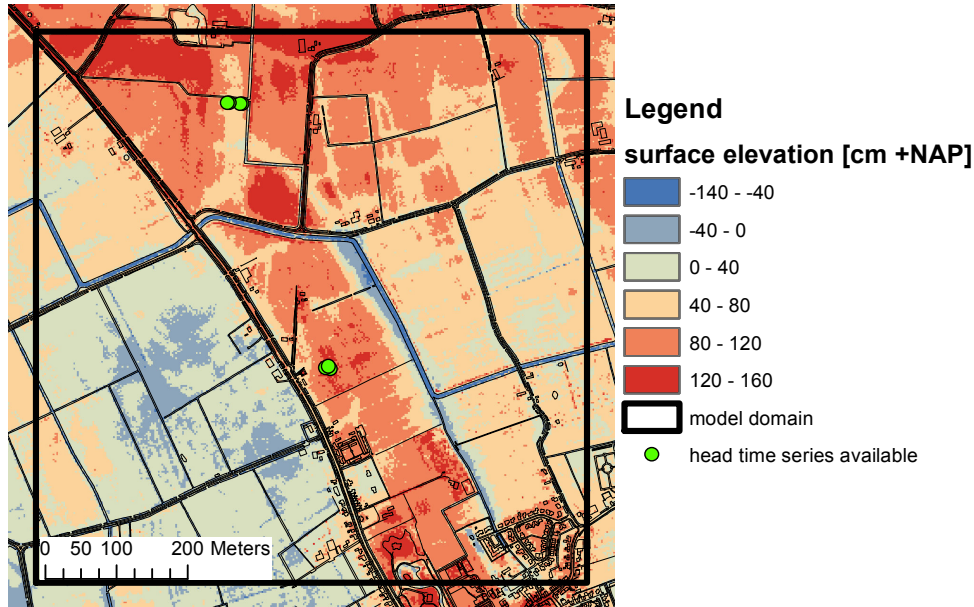 Legend
surface elevation [cm +NAP]
-140 - -40
-40 - 0
0 - 40
40 - 80
80 - 120
120 - 160
model domain
head time series available
0 50 100 200 Meters